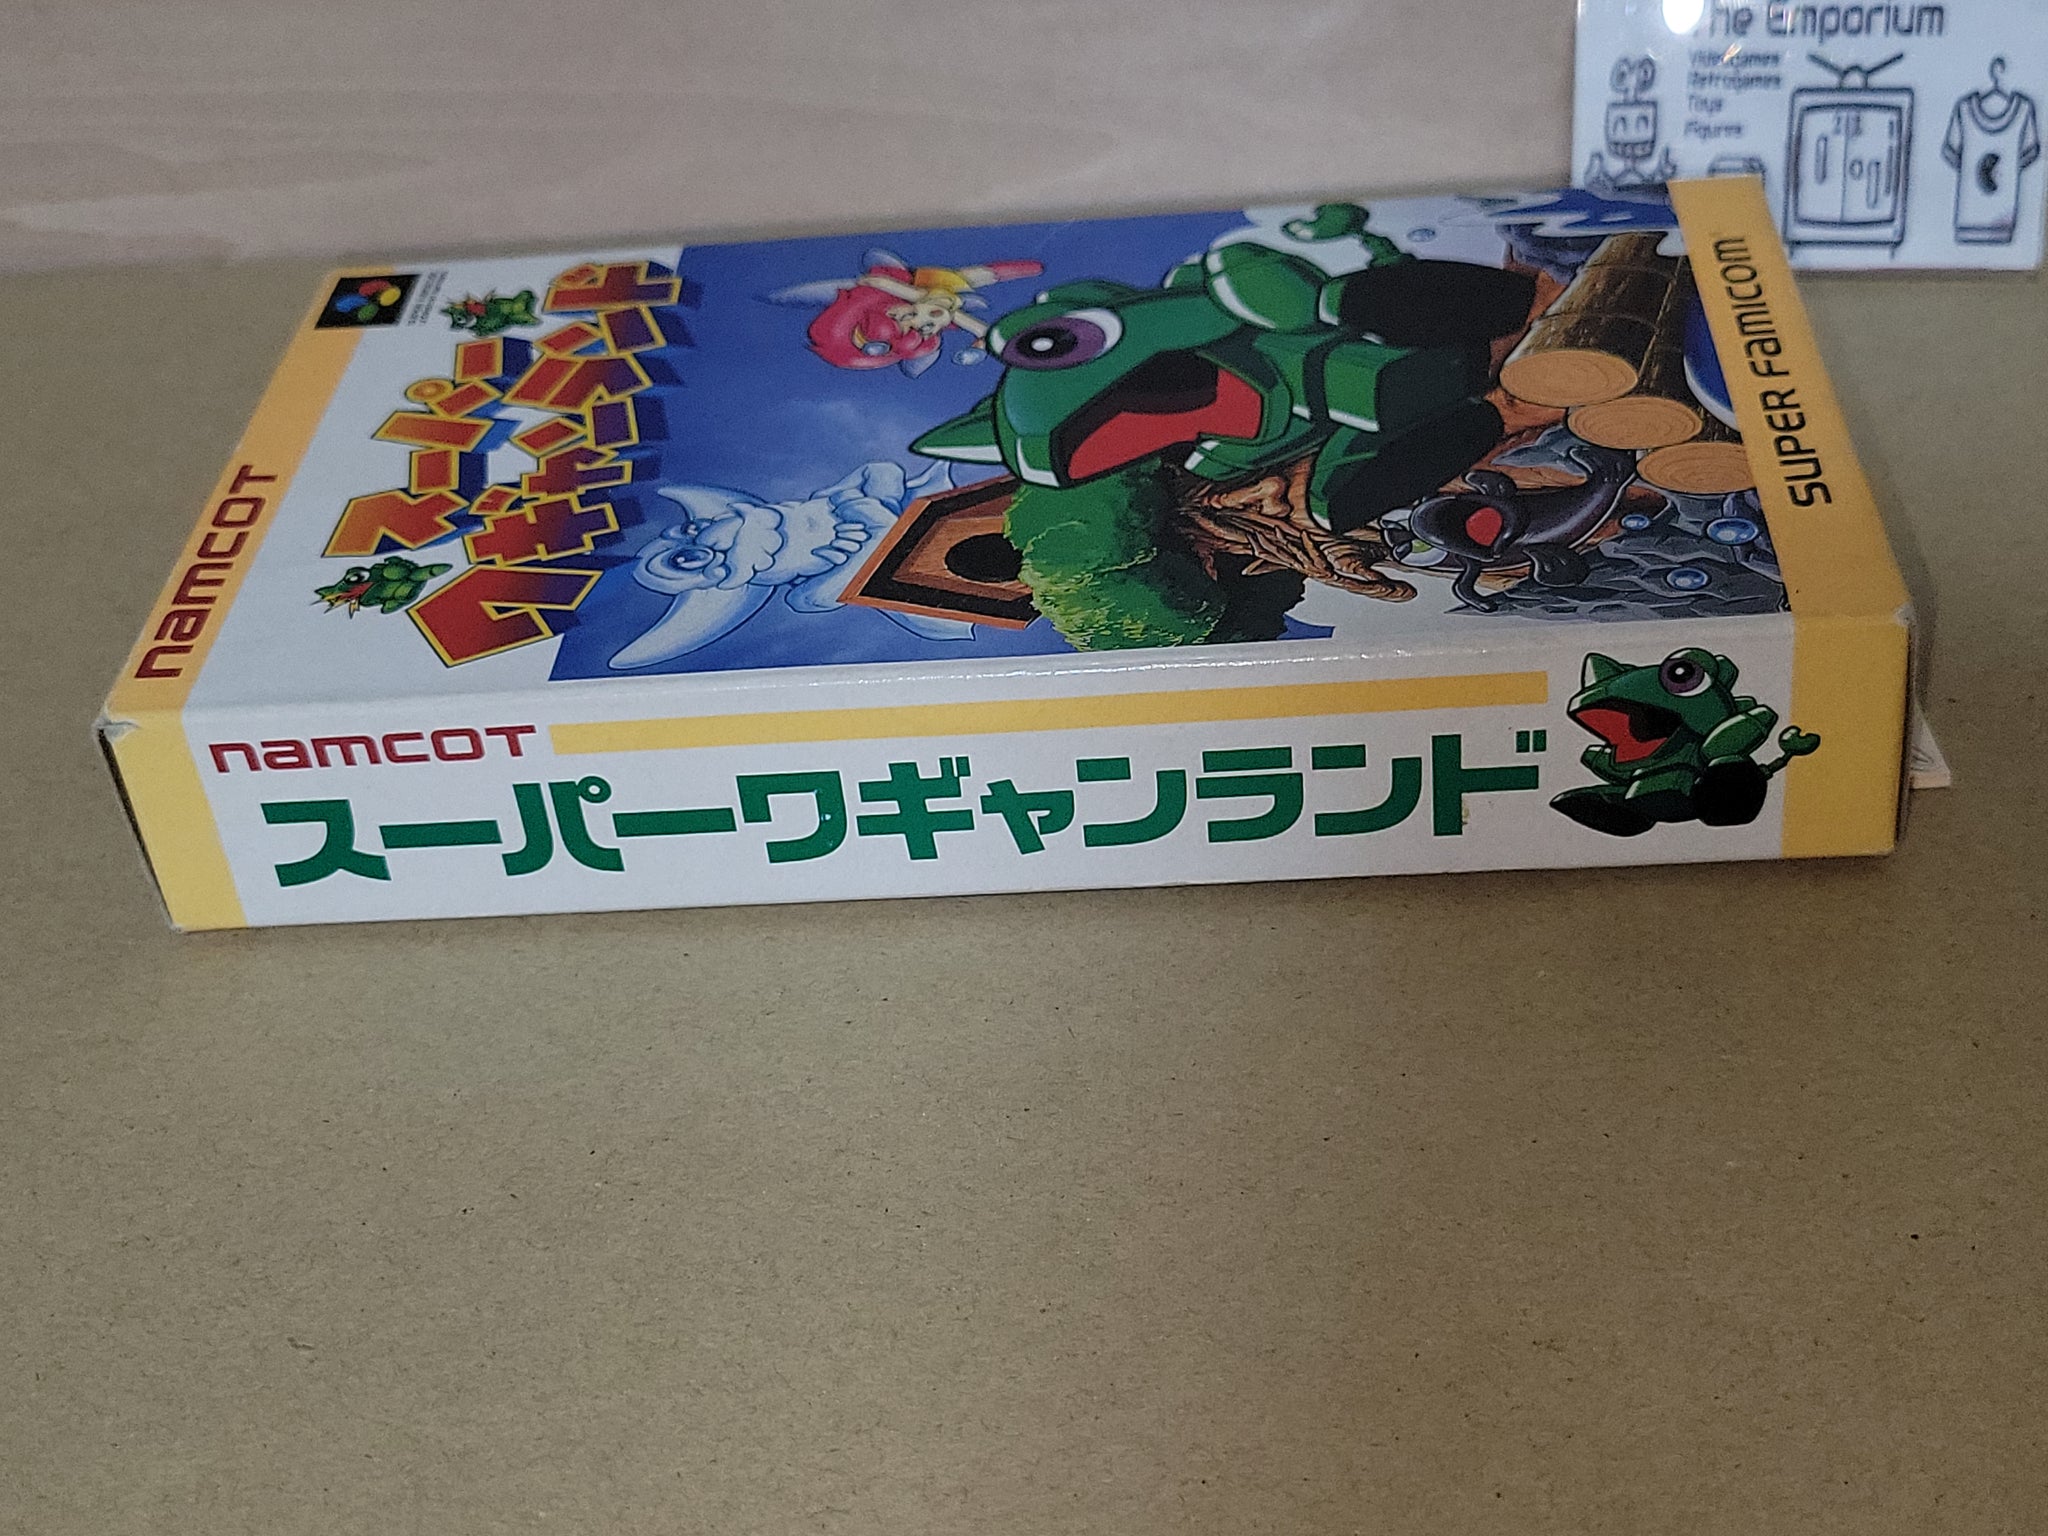 The Emporium
Videogames
Retrogames
Toys
Figures
namcot
スーパー
ワギャンランド
SUPER FAMICOM
namcot
スーパーワギャンランド